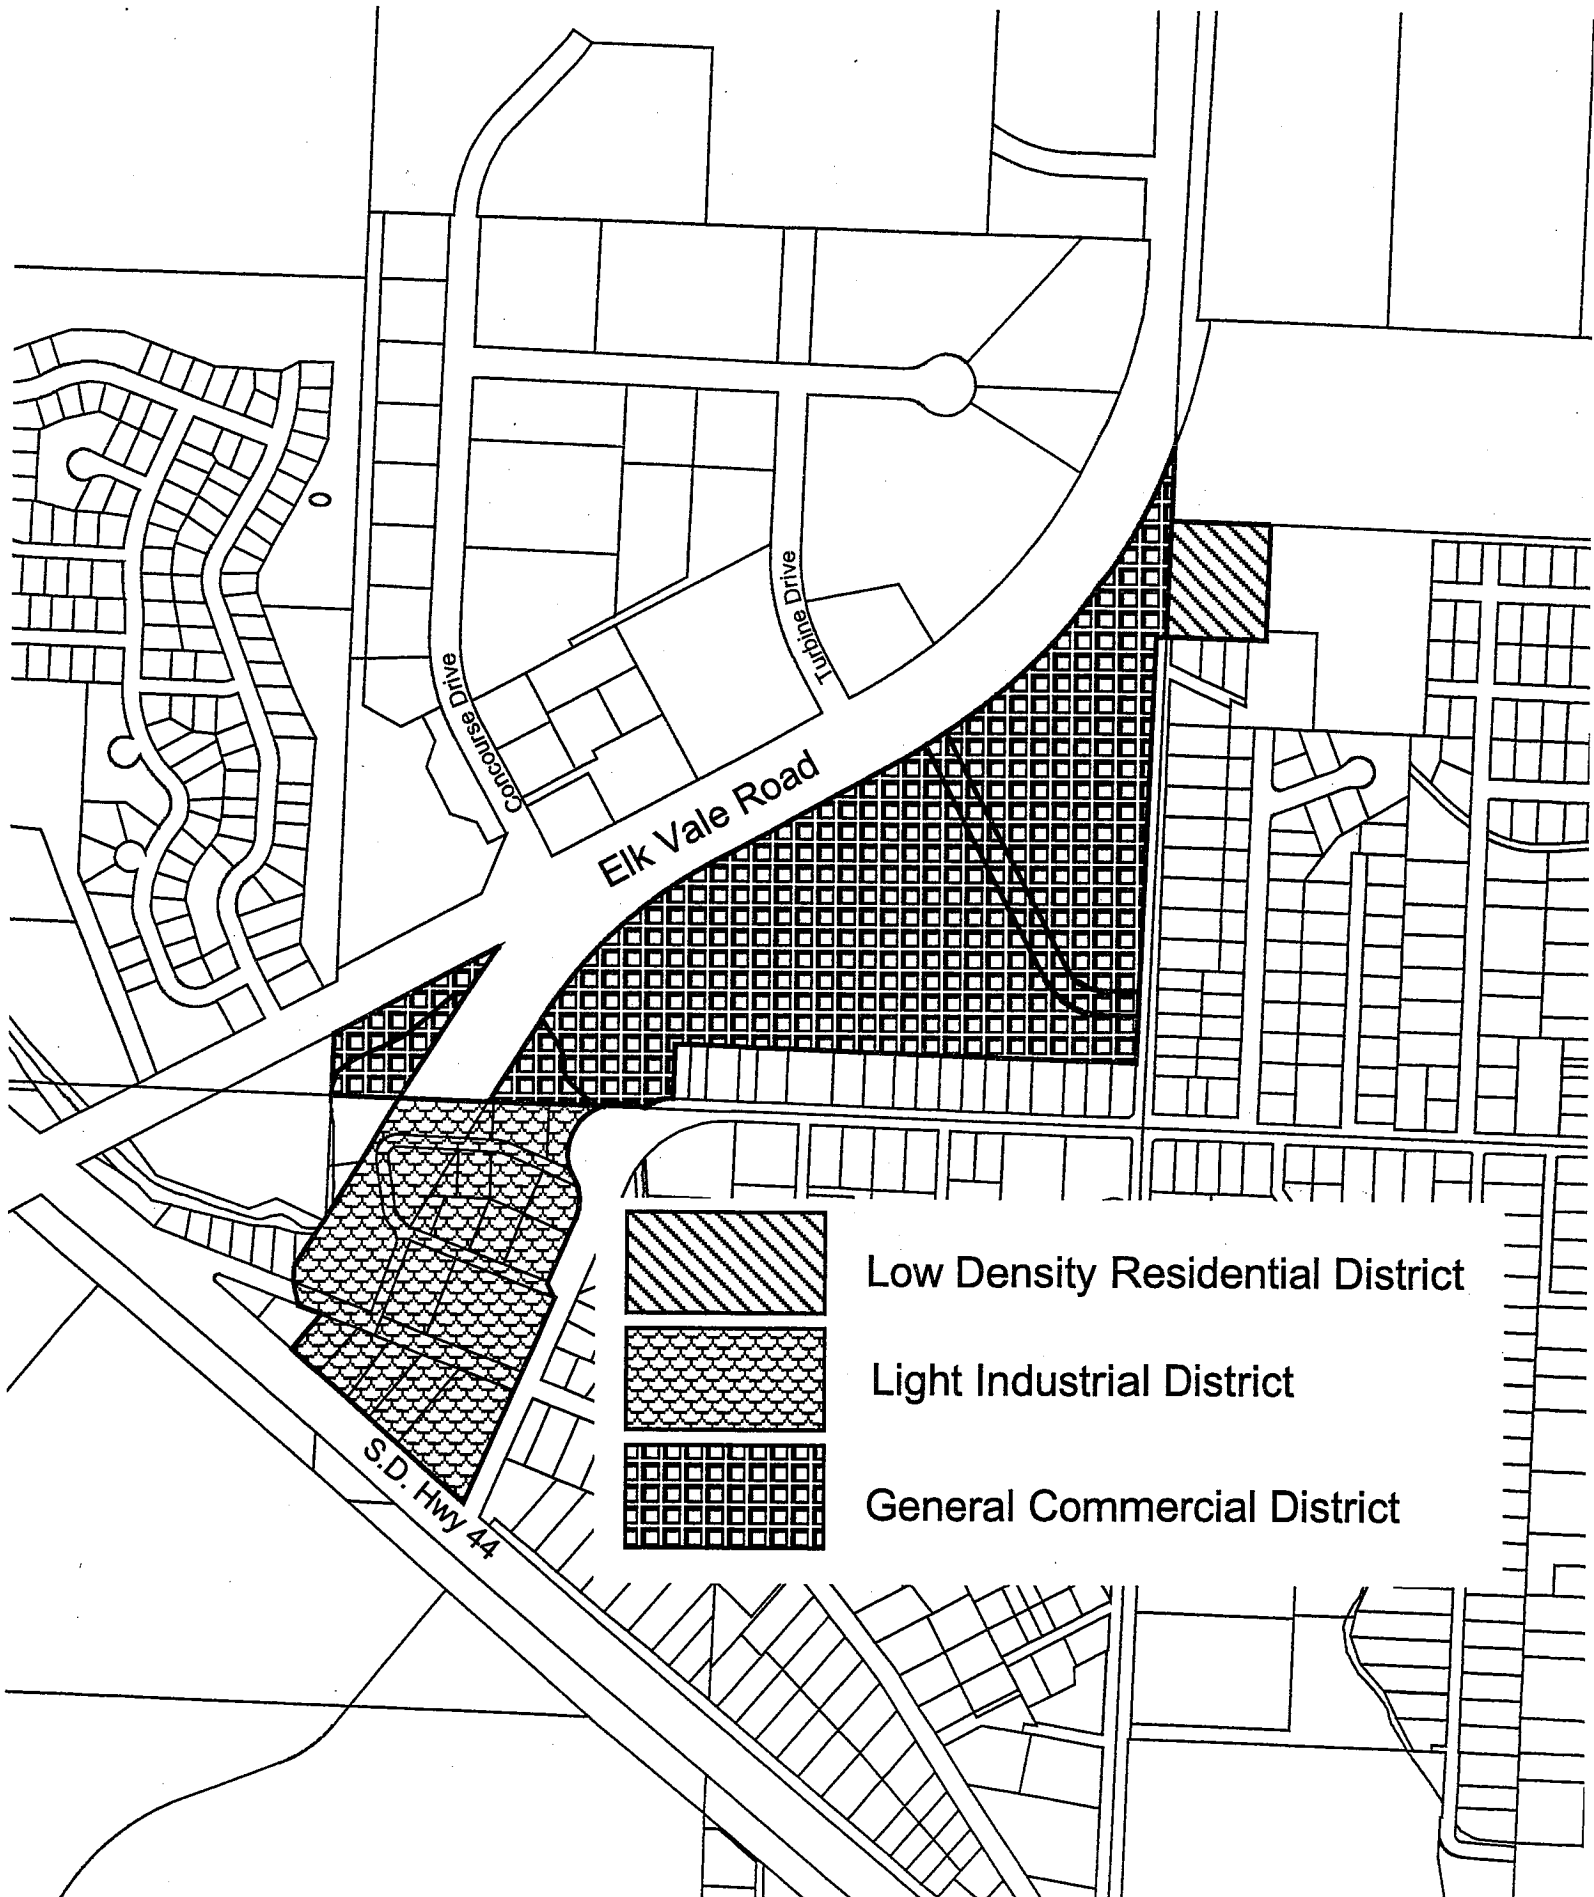 Turbine Drive
Concourse Drive
Elk Vale Road
Low Density Residential District
Light Industrial District
General Commercial District
S.D. Hwy 44